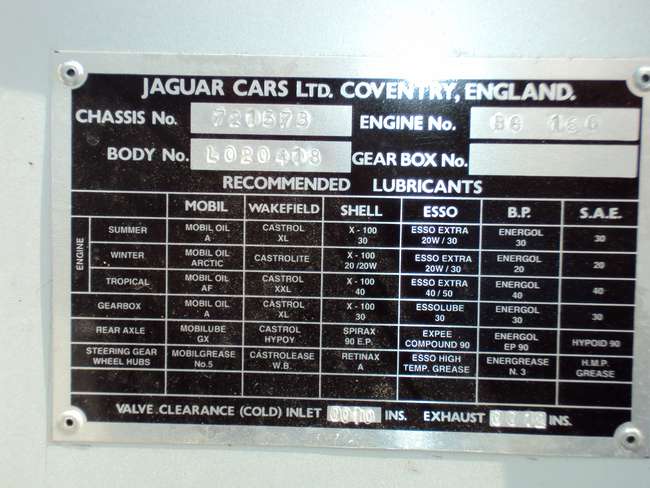 JAGUAR CARS LTD. COVENTRY, ENGLAND.
CHASSIS No. 721573 ENGINE No.
BODY No. GEAR BOX No.
RECOMMENDED LUBRICANTS
MOBIL WAKEFIELD SHELL ESSO B.P. S.A.E.
ENGINE
SUMMER MOBIL OIL A CASTROL XL X - 100 30 ESSO EXTRA 20W / 30 ENERGOL 30 30
WINTER MOBIL OIL ARCTIC CASTROLITE X - 100 20 / 20W ESSO EXTRA 20W / 30 ENERGOL 20 20
TROPICAL MOBIL OIL AF CASTROL XXL X - 100 40 ESSO EXTRA 40 / 50 ENERGOL 40 40
GEARBOX MOBIL OIL A CASTROL XL X - 100 30 ESSOLUBE 30 ENERGOL 30 30
REAR AXLE MOBILUBE GX CASTROL HYPOY SPIRAX 90 E.P. EXPEE COMPOUND 90 ENERGOL EP 90 HYPOID 90
STEERING GEAR WHEEL HUBS MOBILGREASE No.5 CASTROLEASE W.B. RETINAX A ESSO HIGH TEMP. GREASE ENERGREASE N. 3 H.M.P. GREASE
VALVE CLEARANCE (COLD) INLET INS. EXHAUST INS.